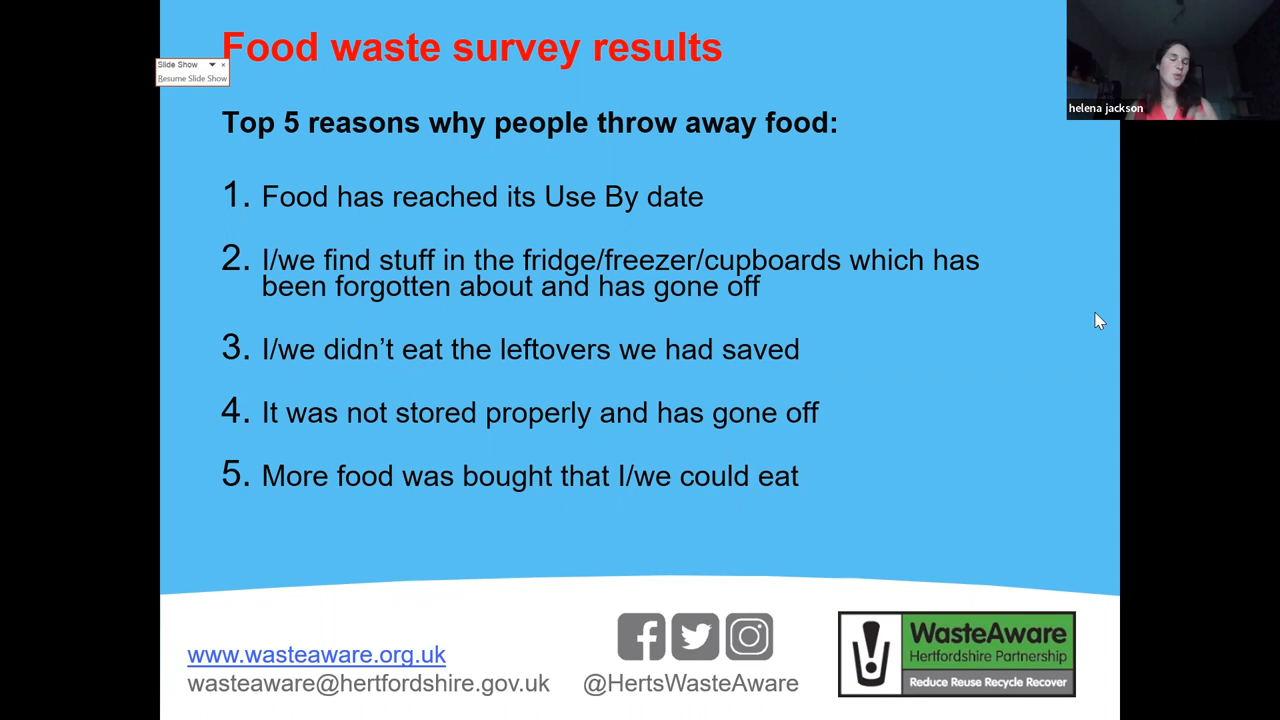 Food waste survey results
Slide Show
Resume Slide Show
helena jackson
Top 5 reasons why people throw away food:
1. Food has reached its Use By date
2. I/we find stuff in the fridge/freezer/cupboards which has
been forgotten about and has gone off
3. I/we didn’t eat the leftovers we had saved
4. It was not stored properly and has gone off
5. More food was bought that I/we could eat
www.wasteaware.org.uk
wasteaware@hertfordshire.gov.uk
@HertsWasteAware
WasteAware
Hertfordshire Partnership
Reduce Reuse Recycle Recover